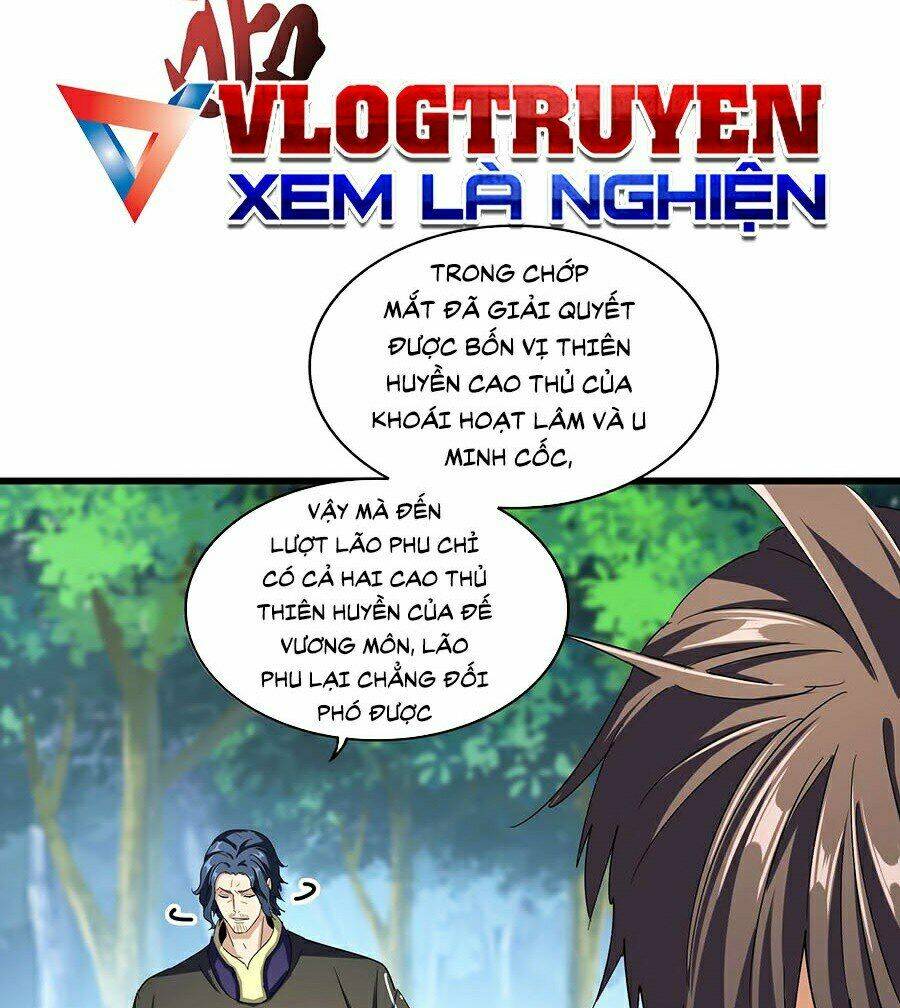 VLOGTRUYEN
XEM LÀ NGHIỆN
TRONG CHỚP
MẮT ĐÃ GIẢI QUYẾT
ĐƯỢC BỐN VỊ THIÊN
HUYỀN CAO THỦ CỦA
KHOÁI HOẠT LÂM VÀ U
MINH CỐC,
VẬY MÀ ĐẾN
LƯỢT LÃO PHU CHỈ
CÓ CẢ HAI CAO THỦ
THIÊN HUYỀN CỦA ĐẾ
VƯƠNG MÔN, LÃO
PHU LẠI CHẲNG ĐỐI
PHÓ ĐƯỢC